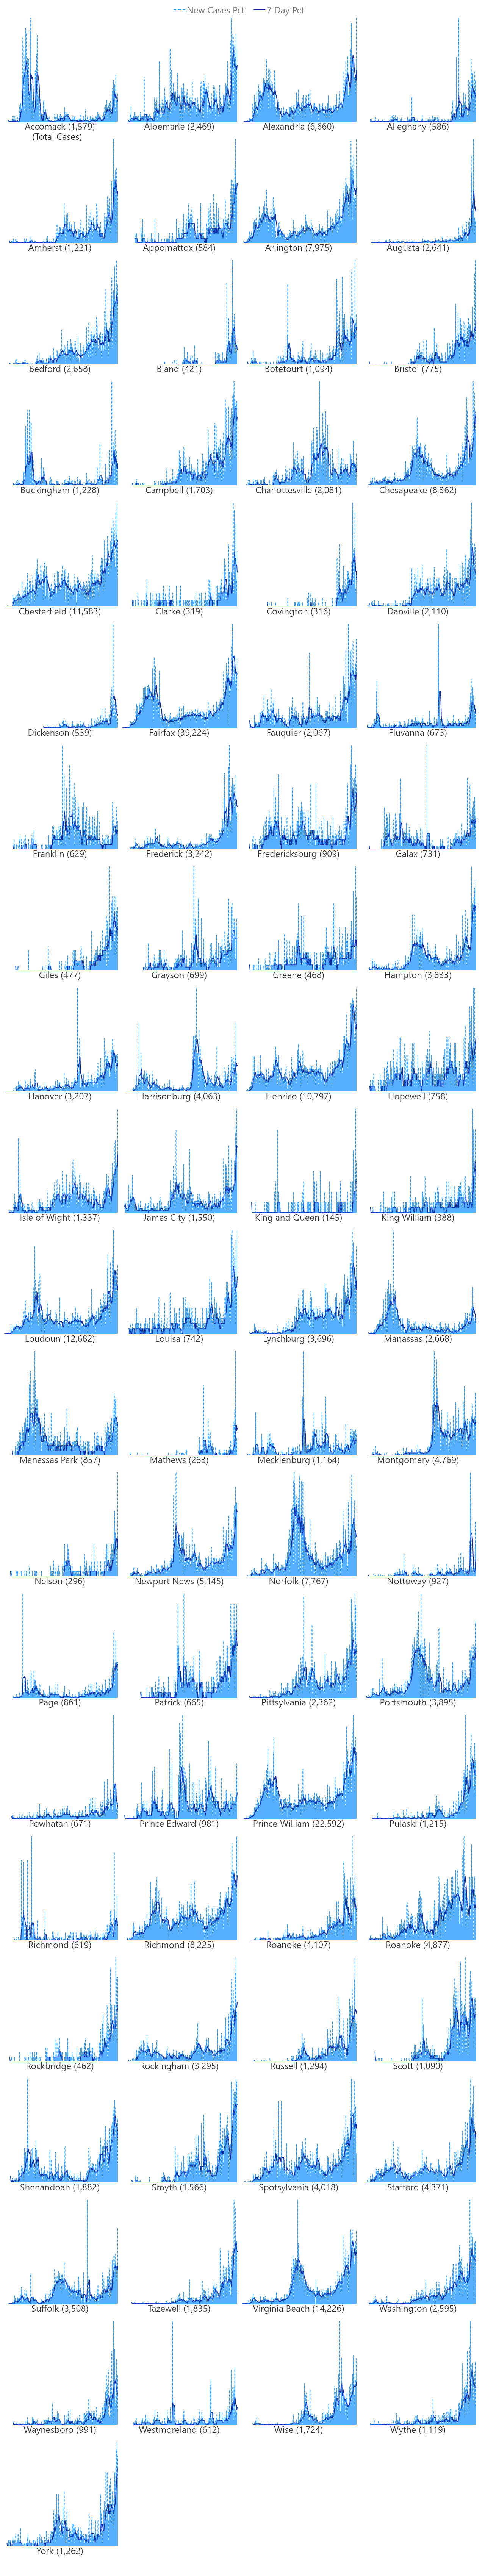 New Cases Pct 7 Day Pct
Accomack (1,579) Albemarle (2,469) Alexandria (6,660) Alleghany (586)
(Total Cases)
Amherst (1,221) Appomattox (584) Arlington (7,975) Augusta (2,641)
Bedford (2,658) Bland (421) Botetourt (1,094) Bristol (775)
Buckingham (1,228) Campbell (1,703) Charlottesville (2,081) Chesapeake (8,362)
Chesterfield (11,583) Clarke (319) Covington (316) Danville (2,110)
Dickenson (539) Fairfax (39,224) Fauquier (2,067) Fluvanna (673)
Franklin (629) Frederick (3,242) Fredericksburg (909) Galax (731)
Giles (477) Grayson (699) Greene (468) Hampton (3,833)
Hanover (3,207) Harrisonburg (4,063) Henrico (10,797) Hopewell (758)
Isle of Wight (1,337) James City (1,550) King and Queen (145) King William (388)
Loudoun (12,682) Louisa (742) Lynchburg (3,696) Manassas (2,668)
Manassas Park (857) Mathews (263) Mecklenburg (1,164) Montgomery (4,769)
Nelson (296) Newport News (5,145) Norfolk (7,767) Nottoway (927)
Page (861) Patrick (665) Pittsylvania (2,362) Portsmouth (3,895)
Powhatan (671) Prince Edward (981) Prince William (22,592) Pulaski (1,215)
Richmond (619) Richmond (8,225) Roanoke (4,107) Roanoke (4,877)
Rockbridge (462) Rockingham (3,295) Russell (1,294) Scott (1,090)
Shenandoah (1,882) Smyth (1,566) Spotsylvania (4,018) Stafford (4,371)
Suffolk (3,508) Tazewell (1,835) Virginia Beach (14,226) Washington (2,595)
Waynesboro (991) Westmoreland (612) Wise (1,724) Wythe (1,119)
York (1,262)